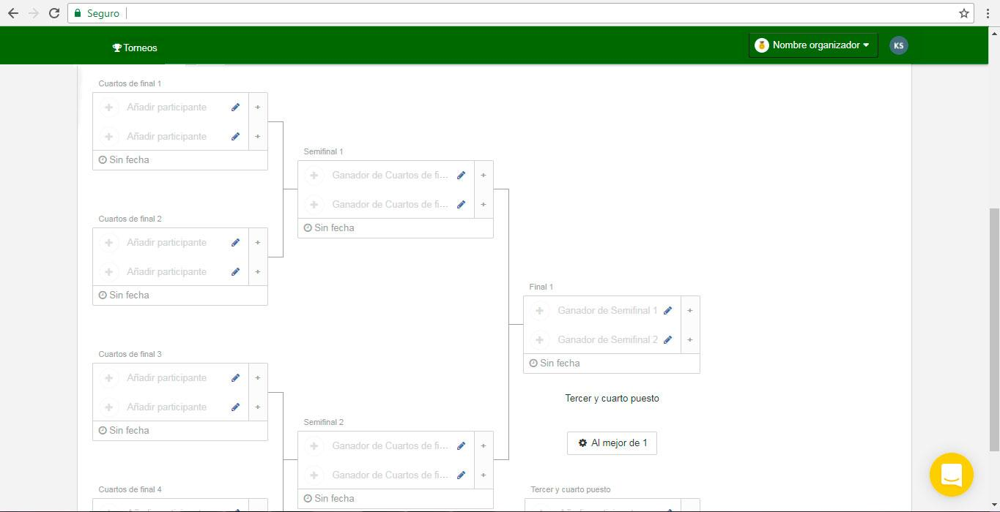 Seguro
Torneos
Nombre organizador
KS
Cuartos de final 1
Añadir participante
Añadir participante
Sin fecha
Semifinal 1
Ganador de Cuartos de fi...
Ganador de Cuartos de fi...
Sin fecha
Cuartos de final 2
Añadir participante
Añadir participante
Sin fecha
Final 1
Ganador de Semifinal 1
Ganador de Semifinal 2
Sin fecha
Cuartos de final 3
Añadir participante
Añadir participante
Sin fecha
Tercer y cuarto puesto
Al mejor de 1
Semifinal 2
Ganador de Cuartos de fi...
Ganador de Cuartos de fi...
Sin fecha
Cuartos de final 4
Añadir participante
Tercer y cuarto puesto
Añadir participante